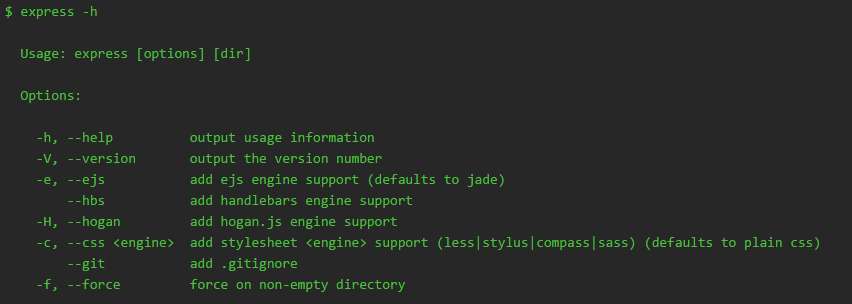 $ express -h
Usage: express [options] [dir]
Options:
-h, --help          output usage information
-V, --version       output the version number
-e, --ejs           add ejs engine support (defaults to jade)
    --hbs           add handlebars engine support
-H, --hogan         add hogan.js engine support
-c, --css <engine>  add stylesheet <engine> support (less|stylus|compass|sass) (defaults to plain css)
    --git           add .gitignore
-f, --force         force on non-empty directory